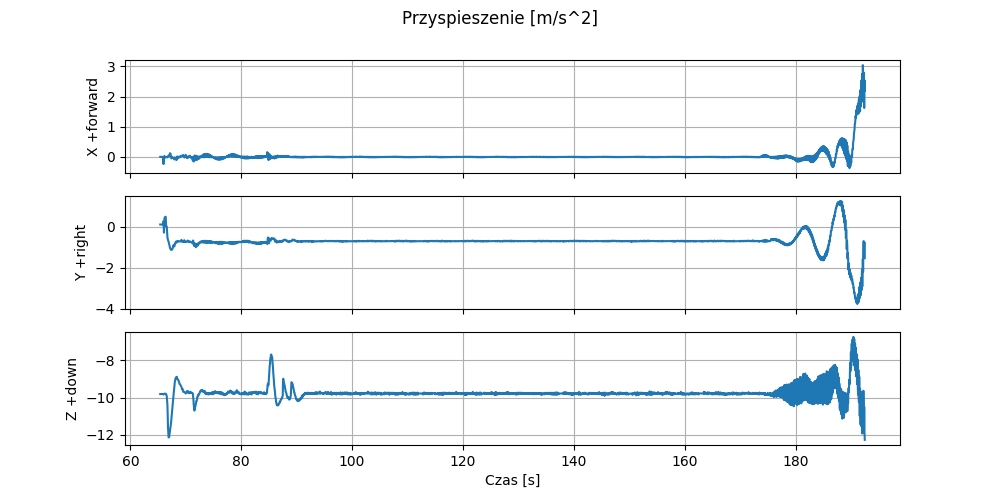 Przyspieszenie [m/s^2]
3
2
1
0
X +forward
0
−2
−4
Y +right
−8
−10
−12
Z +down
60 80 100 120 140 160 180
Czas [s]